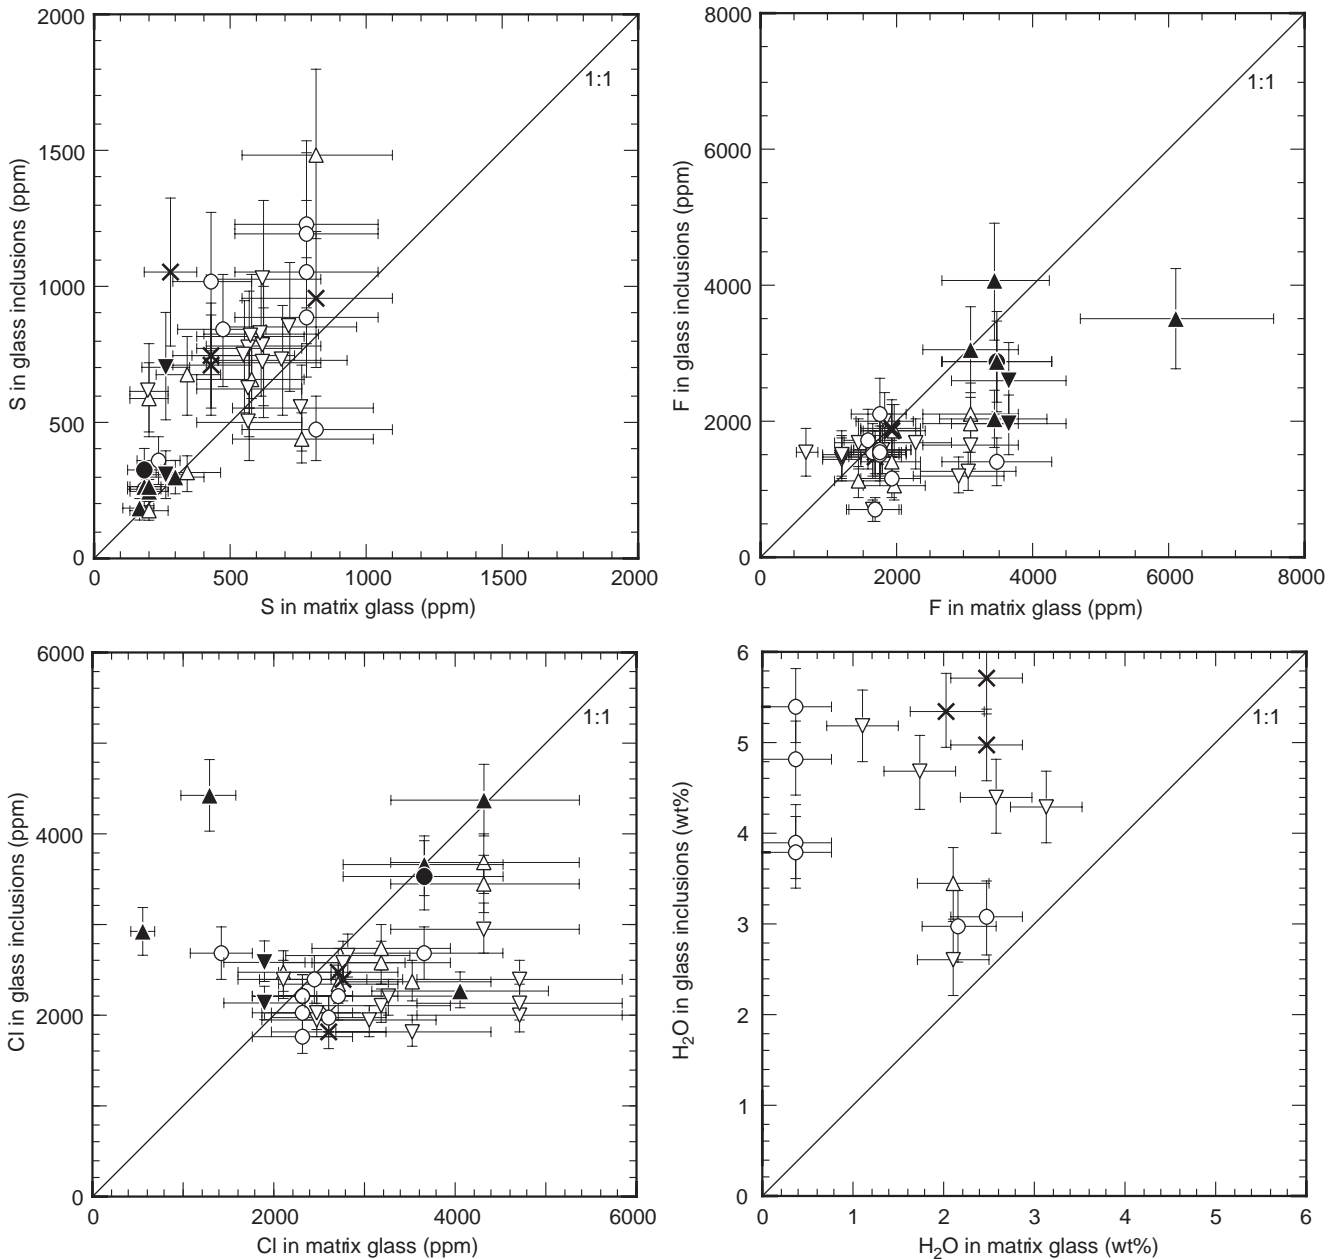 2000
1500
1000
500
0
S in glass inclusions (ppm)
1:1
0 500 1000 1500 2000
S in matrix glass (ppm)
8000
6000
4000
2000
0
F in glass inclusions (ppm)
1:1
0 2000 4000 6000 8000
F in matrix glass (ppm)
6000
4000
2000
0
Cl in glass inclusions (ppm)
1:1
0 2000 4000 6000
Cl in matrix glass (ppm)
6
5
4
3
2
1
0
H2O in glass inclusions (wt%)
1:1
0 1 2 3 4 5 6
H2O in matrix glass (wt%)